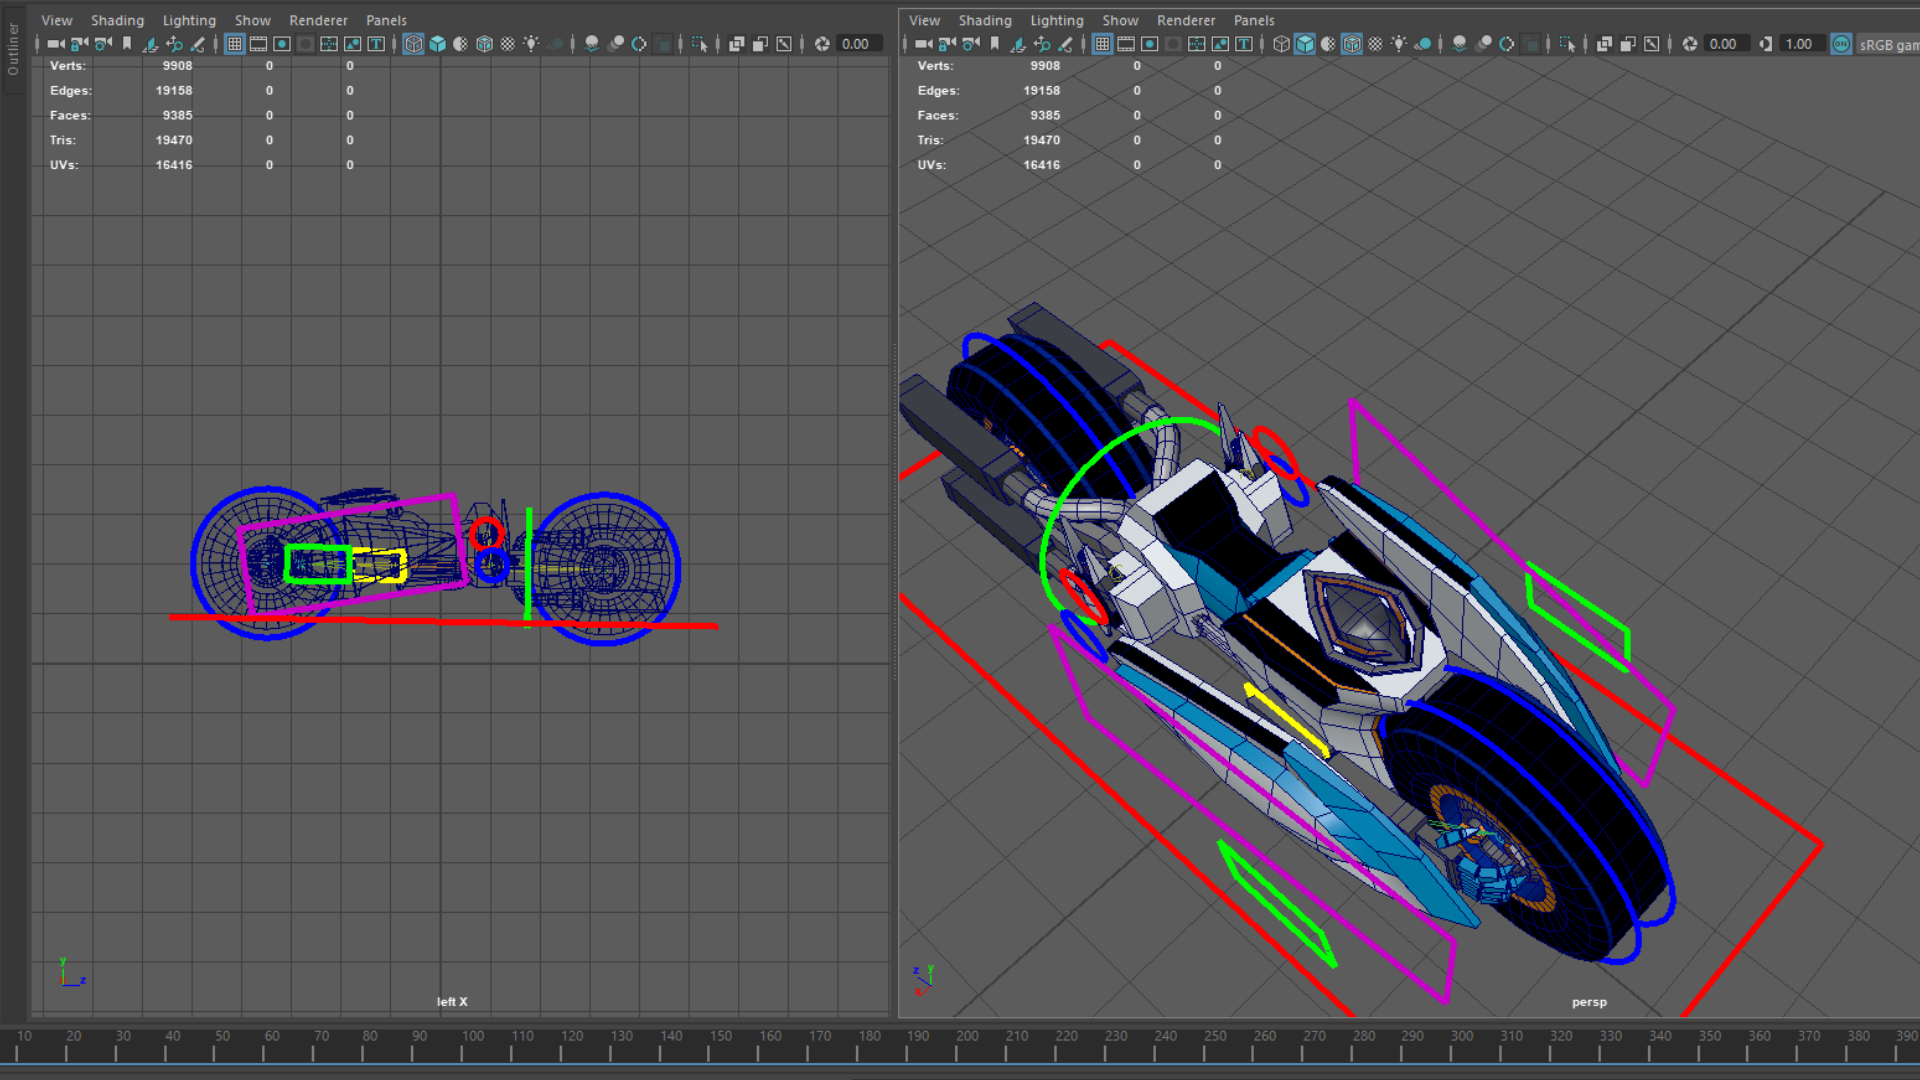 Outliner
View Shading Lighting Show Renderer Panels
0.00
Verts: 9908 0 0
Edges: 19158 0 0
Faces: 9385 0 0
Tris: 19470 0 0
UVs: 16416 0 0
y
z
left X
View Shading Lighting Show Renderer Panels
0.00 1.00 ON sRGB gam
Verts: 9908 0 0
Edges: 19158 0 0
Faces: 9385 0 0
Tris: 19470 0 0
UVs: 16416 0 0
z y
x
persp
10 20 30 40 50 60 70 80 90 100 110 120 130 140 150 160 170 180 190 200 210 220 230 240 250 260 270 280 290 300 310 320 330 340 350 360 370 380 390